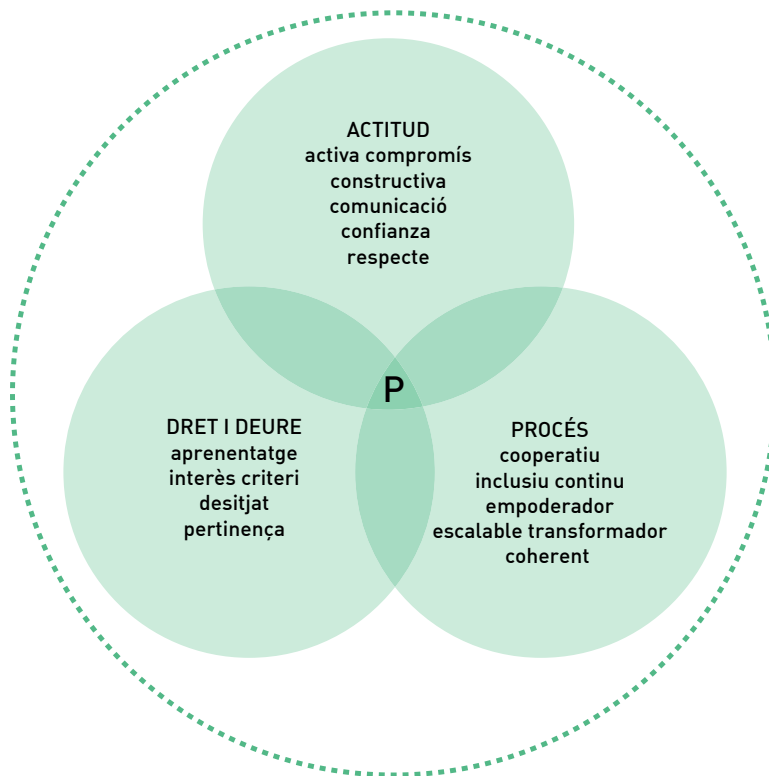 ACTITUD
activa compromís
constructiva
comunicació
confianza
respecte
P
DRET I DEURE
aprenentatge
interès criteri
desitjat
pertinença
PROCÉS
cooperatiu
inclusiu continu
empoderador
escalable transformador
coherent